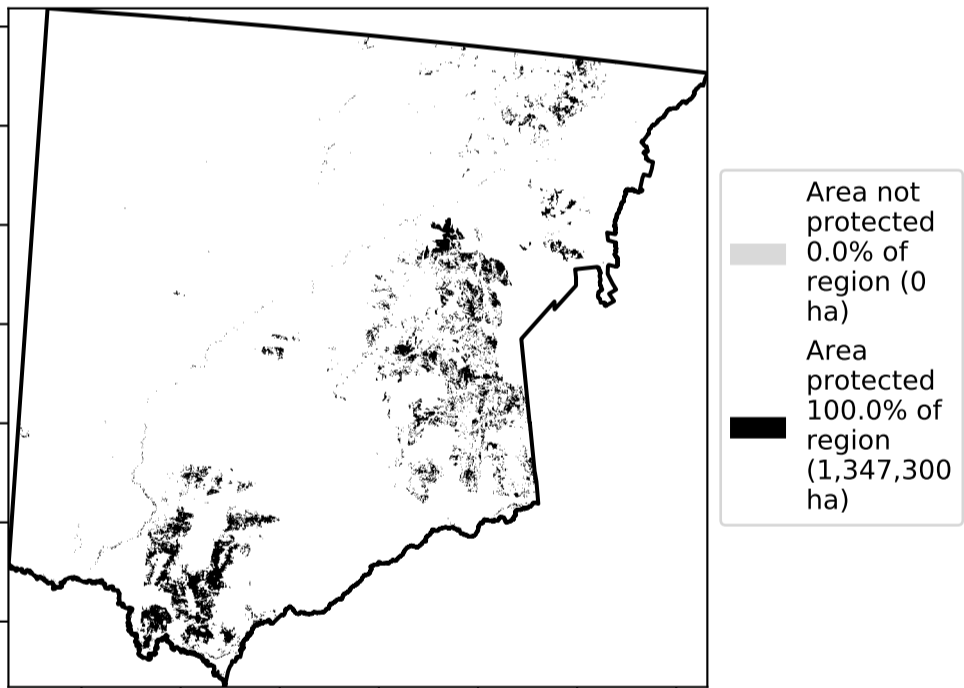 Area not
protected
0.0% of
region (0
ha)
Area
protected
100.0% of
region
(1,347,300
ha)